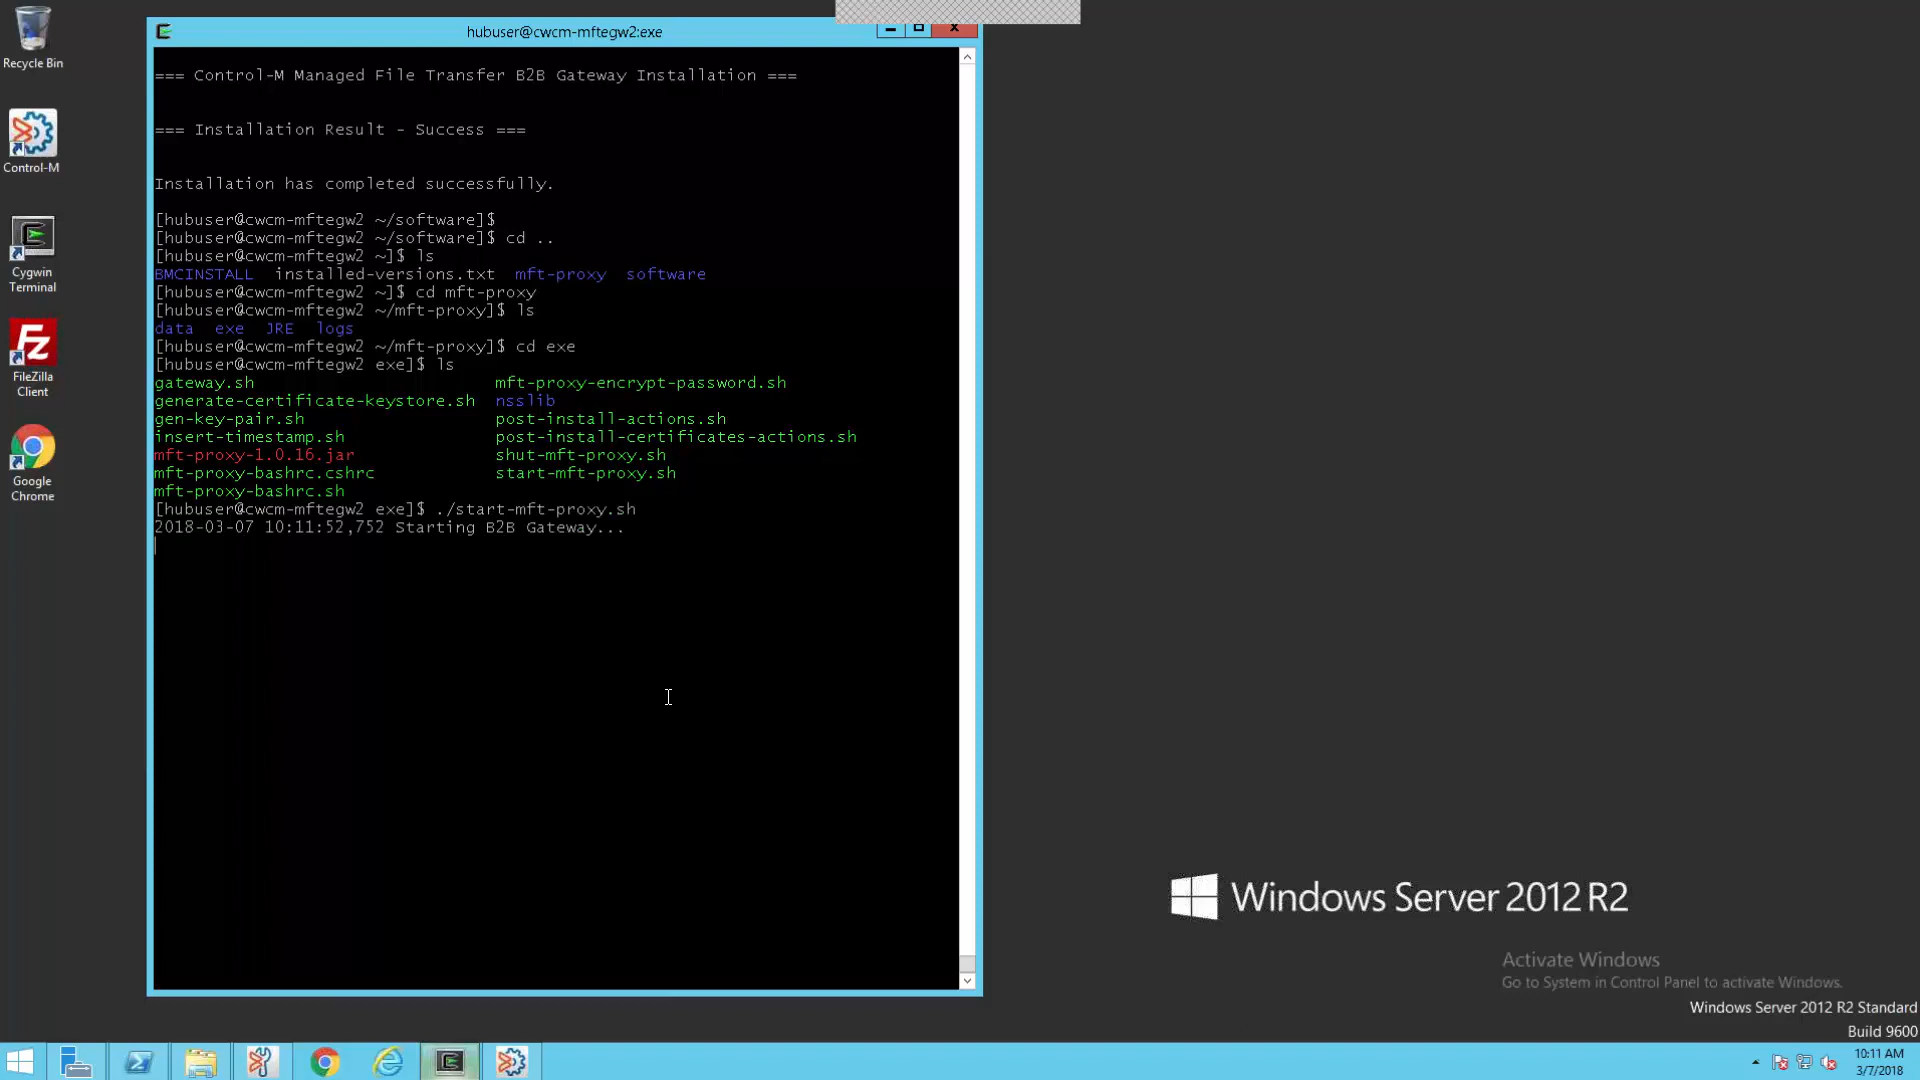 Recycle Bin
Control-M
Cygwin
Terminal
FileZilla
Client
Google
Chrome
hubuser@cwcm-mftegw2:exe
=== Control-M Managed File Transfer B2B Gateway Installation ===
=== Installation Result - Success ===
Installation has completed successfully.
[hubuser@cwcm-mftegw2 ~/software]$
[hubuser@cwcm-mftegw2 ~/software]$ cd ..
[hubuser@cwcm-mftegw2 ~]$ ls
BMCINSTALL  installed-versions.txt  mft-proxy  software
[hubuser@cwcm-mftegw2 ~]$ cd mft-proxy
[hubuser@cwcm-mftegw2 ~/mft-proxy]$ ls
data  exe  JRE  logs
[hubuser@cwcm-mftegw2 ~/mft-proxy]$ cd exe
[hubuser@cwcm-mftegw2 exe]$ ls
gateway.sh                       mft-proxy-encrypt-password.sh
generate-certificate-keystore.sh  nsslib
gen-key-pair.sh                  post-install-actions.sh
insert-timestamp.sh              post-install-certificates-actions.sh
mft-proxy-1.0.16.jar             shut-mft-proxy.sh
mft-proxy-bashrc.cshrc           start-mft-proxy.sh
mft-proxy-bashrc.sh
[hubuser@cwcm-mftegw2 exe]$ ./start-mft-proxy.sh
2018-03-07 10:11:52,752 Starting B2B Gateway...
Windows Server 2012 R2
Activate Windows
Go to System in Control Panel to activate Windows.
Windows Server 2012 R2 Standard
Build 9600
10:11 AM
3/7/2018